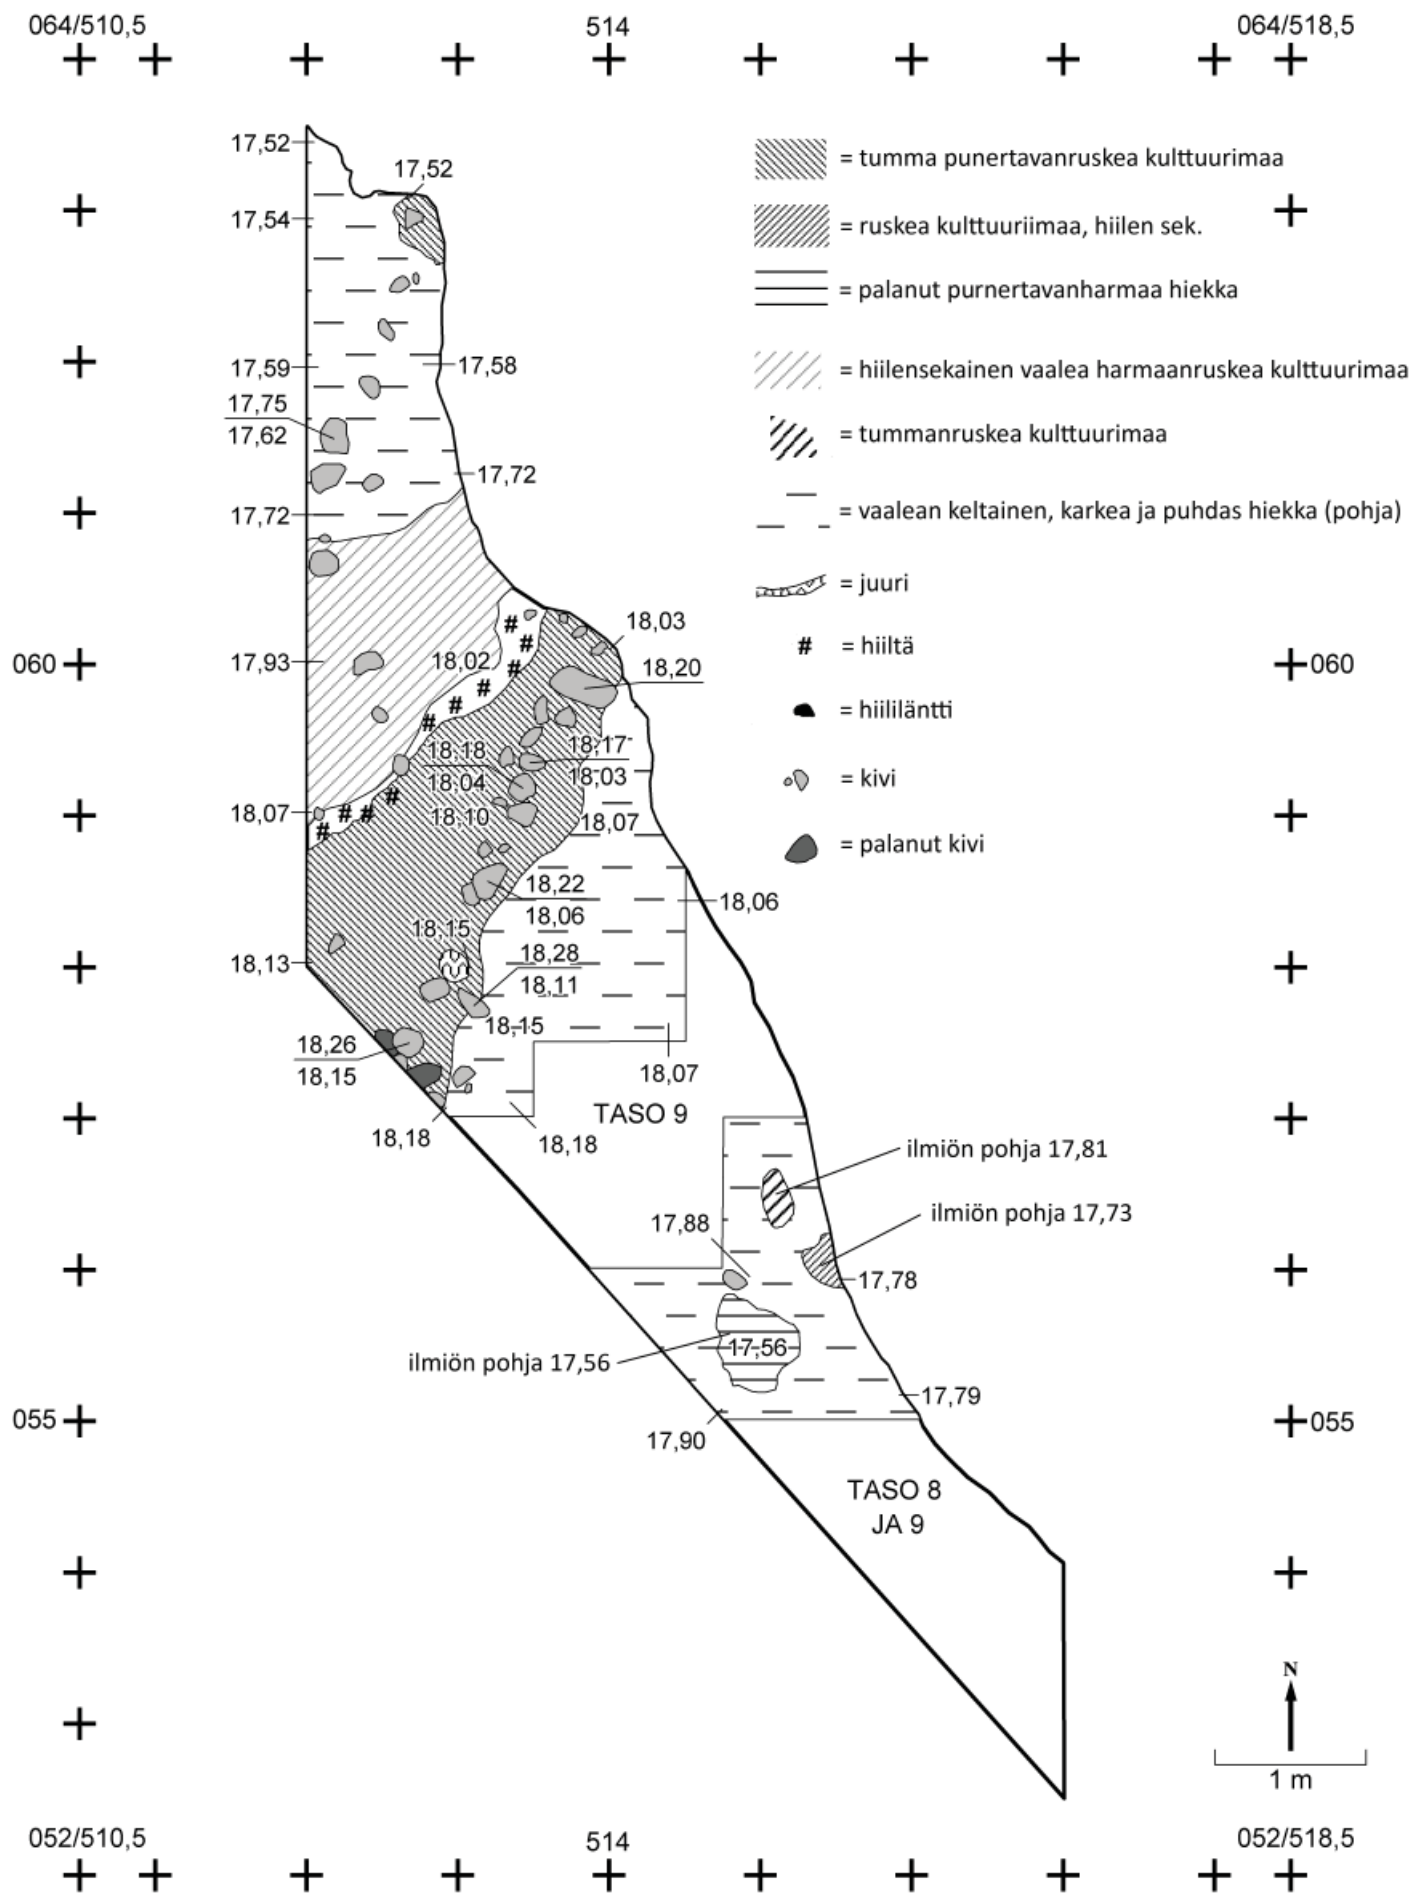 064/510,5
514
064/518,5
17,52
17,52
17,54
17,59
17,58
17,75
17,62
17,72
17,72
18,03
060
17,93
18,02
18,20
060
18,18
18,04
18,17
18,03
18,07
18,10
18,07
18,22
18,06
18,06
18,15
18,28
18,11
18,13
18,15
18,26
18,15
18,07
18,18
18,18
TASO 9
ilmiön pohja 17,81
ilmiön pohja 17,73
17,88
17,78
17,56
ilmiön pohja 17,56
17,79
055
055
17,90
TASO 8
JA 9
= tumma punertavanruskea kulttuurimaa
= ruskea kulttuuriimaa, hiilen sek.
= palanut purnertavanharmaa hiekka
= hiilensekainen vaalea harmaanruskea kulttuurimaa
= tummanruskea kulttuurimaa
= vaalean keltainen, karkea ja puhdas hiekka (pohja)
= juuri
# = hiiltä
= hiililäntti
= kivi
= palanut kivi
N
1 m
052/510,5
514
052/518,5